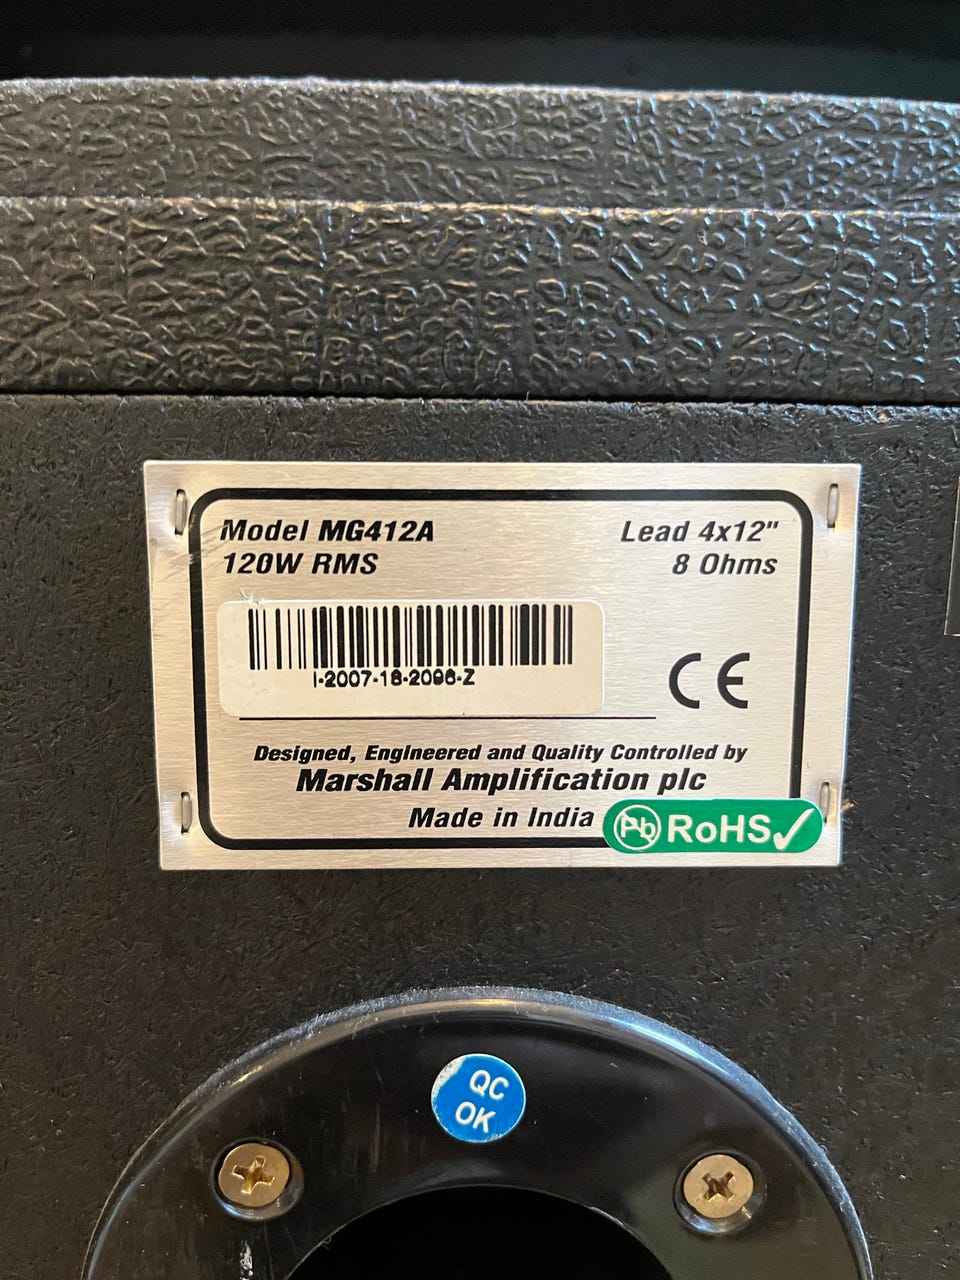 Model MG412A
Lead 4x12"
120W RMS
8 Ohms
I-2007-18-2096-Z
CE
Designed, Engineered and Quality Controlled by
Marshall Amplification plc
Made in India
Pb RoHS✓
QC
OK